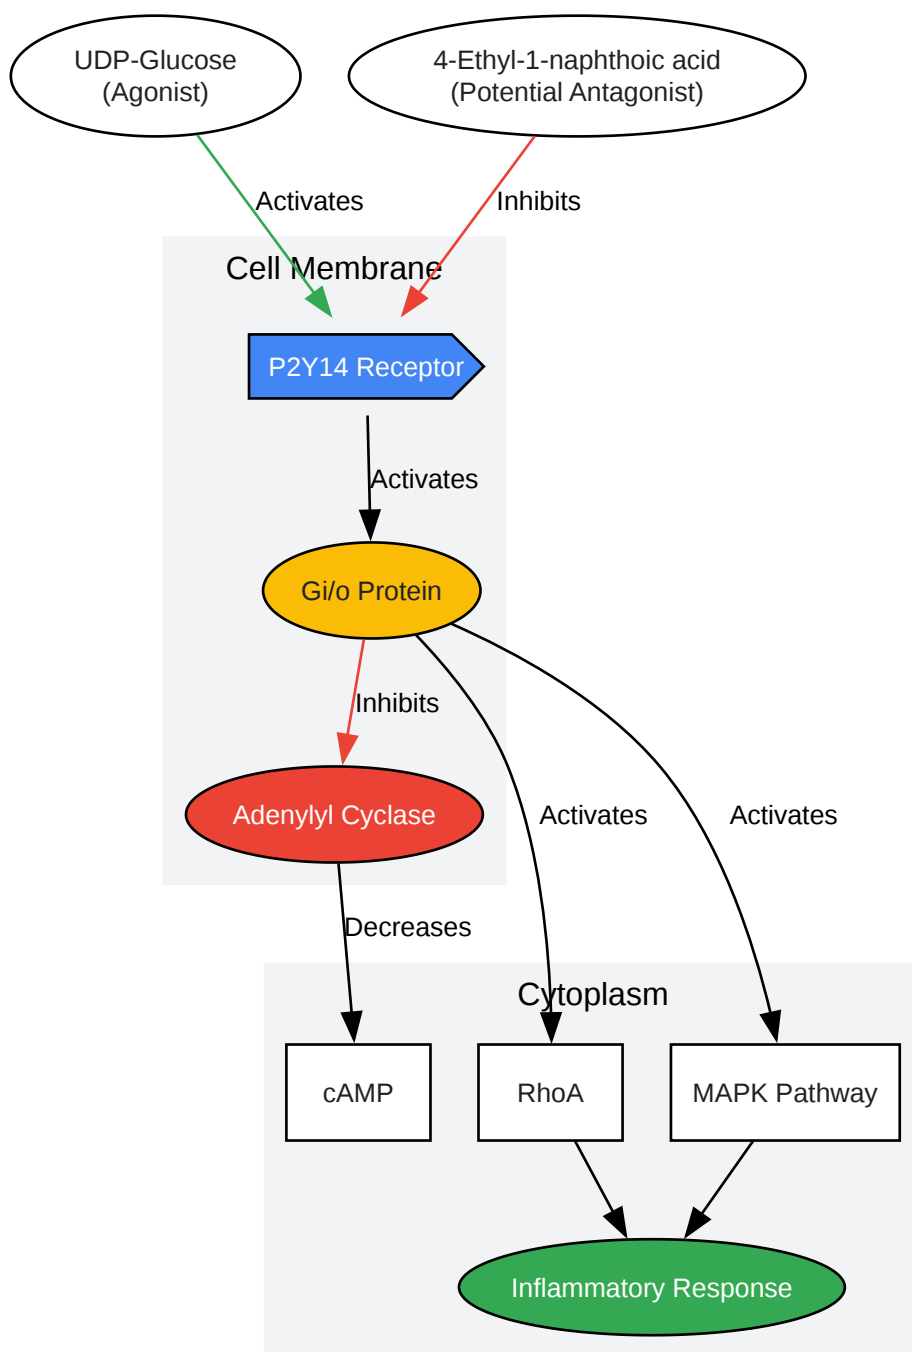 UDP-Glucose
(Agonist)
4-Ethyl-1-naphthoic acid
(Potential Antagonist)
Activates
Inhibits
Cell Membrane
P2Y14 Receptor
Activates
Gi/o Protein
Inhibits
Adenylyl Cyclase
Activates
Activates
Decreases
Cytoplasm
cAMP
RhoA
MAPK Pathway
Inflammatory Response